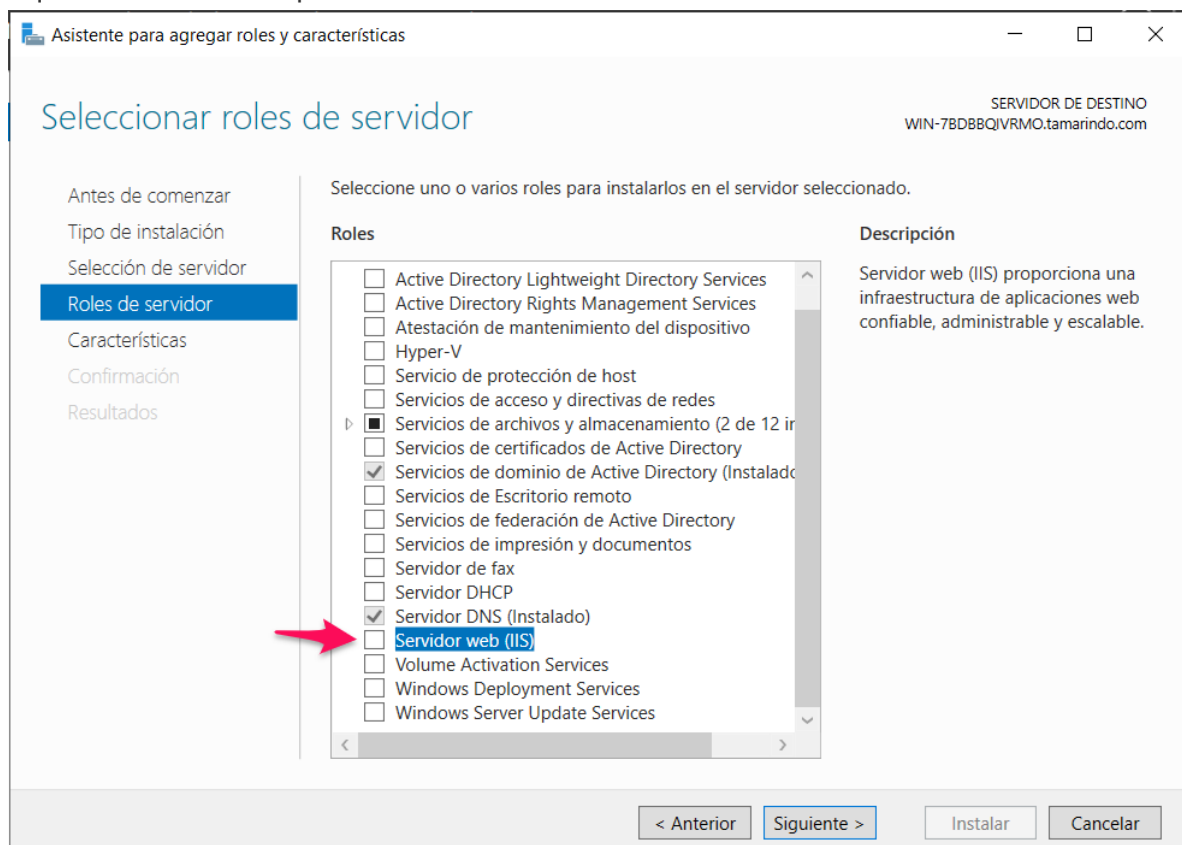 Asistente para agregar roles y características
Seleccionar roles de servidor
SERVIDOR DE DESTINO
WIN-7BDBBQIVRMO.tamarindo.com
Antes de comenzar
Tipo de instalación
Selección de servidor
Roles de servidor
Características
Confirmación
Resultados
Seleccione uno o varios roles para instalarlos en el servidor seleccionado.
Roles
Active Directory Lightweight Directory Services
Active Directory Rights Management Services
Atestación de mantenimiento del dispositivo
Hyper-V
Servicio de protección de host
Servicios de acceso y directivas de redes
Servicios de archivos y almacenamiento (2 de 12 in
Servicios de certificados de Active Directory
Servicios de dominio de Active Directory (Instalado
Servicios de Escritorio remoto
Servicios de federación de Active Directory
Servicios de impresión y documentos
Servidor de fax
Servidor DHCP
Servidor DNS (Instalado)
Servidor web (IIS)
Volume Activation Services
Windows Deployment Services
Windows Server Update Services
Descripción
Servidor web (IIS) proporciona una
infraestructura de aplicaciones web
confiable, administrable y escalable.
< Anterior
Siguiente >
Instalar
Cancelar